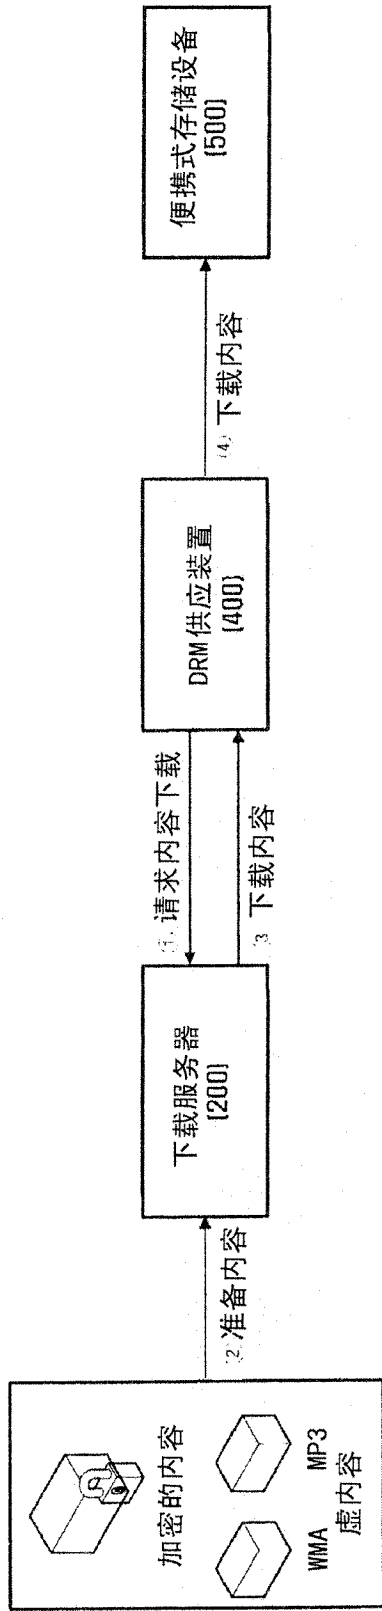 加密的内容
WMA MP3
虚内容
(2) 准备内容
下载服务器
(200)
(1) 请求内容下载
(3) 下载内容
DRM供应装置
(400)
(4) 下载内容
便携式存储设备
(500)